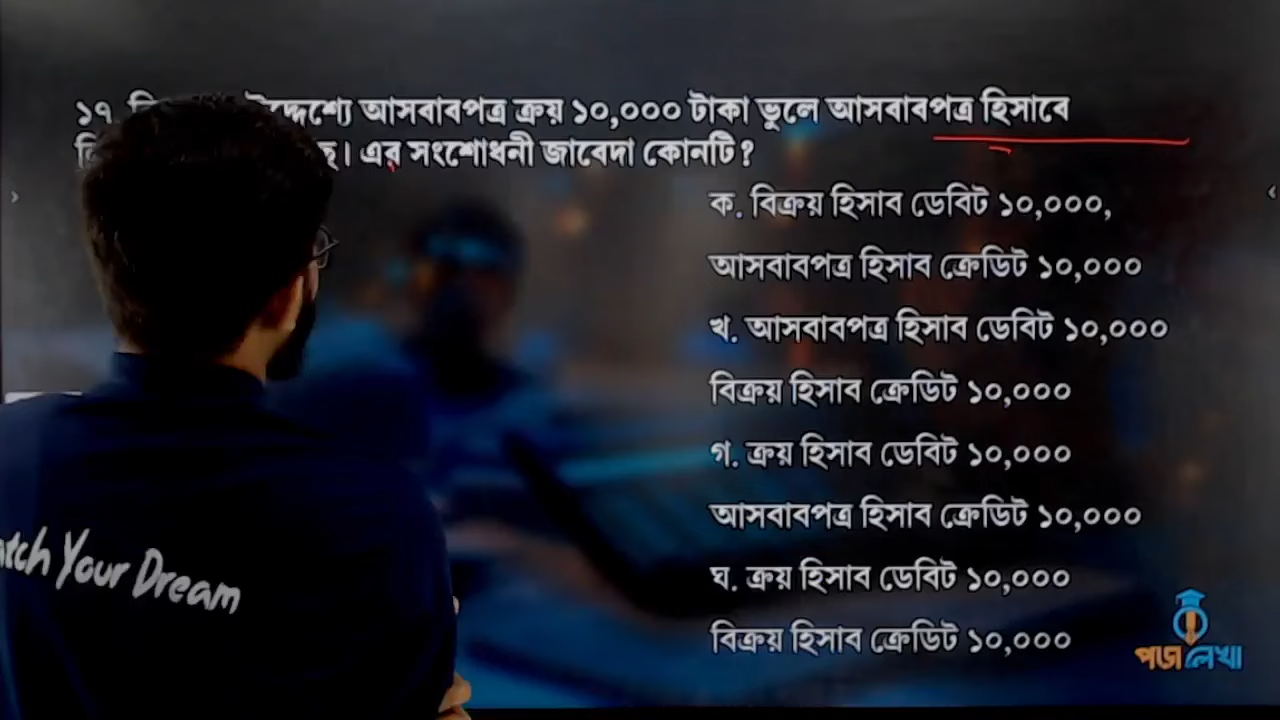 ১৭ উদ্দেশ্যে আসবাবপত্র ক্রয় ১০,০০০ টাকা ভুলে আসবাবপত্র হিসাবে
এর সংশোধনী জাবেদা কোনটি?
ক. বিক্রয় হিসাব ডেবিট ১০,০০০,
আসবাবপত্র হিসাব ক্রেডিট ১০,০০০
খ. আসবাবপত্র হিসাব ডেবিট ১০,০০০
বিক্রয় হিসাব ক্রেডিট ১০,০০০
গ. ক্রয় হিসাব ডেবিট ১০,০০০
আসবাবপত্র হিসাব ক্রেডিট ১০,০০০
ঘ. ক্রয় হিসাব ডেবিট ১০,০০০
বিক্রয় হিসাব ক্রেডিট ১০,০০০
Your Dream
পড়ালেখা